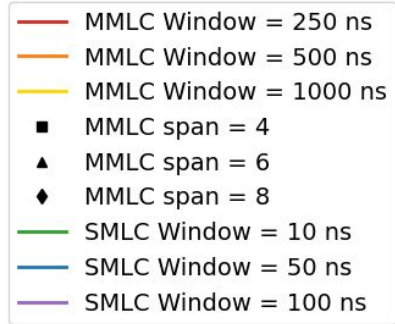 MMLC Window = 250 ns
MMLC Window = 500 ns
MMLC Window = 1000 ns
MMLC span = 4
MMLC span = 6
MMLC span = 8
SMLC Window = 10 ns
SMLC Window = 50 ns
SMLC Window = 100 ns